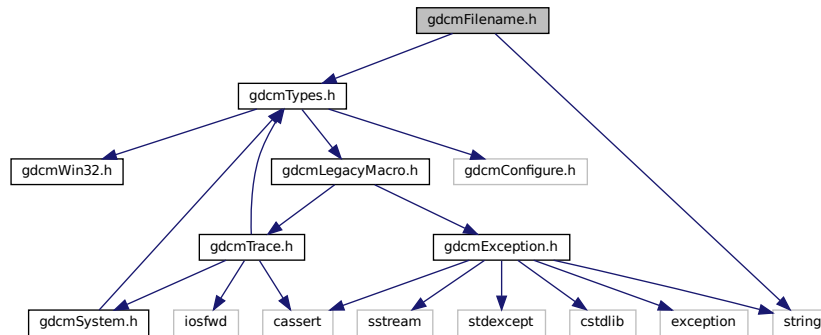 gdcmFilename.h
gdcmTypes.h
gdcmWin32.h
gdcmLegacyMacro.h
gdcmConfigure.h
gdcmTrace.h
gdcmException.h
gdcmSystem.h
iosfwd
cassert
sstream
stdexcept
cstdlib
exception
string